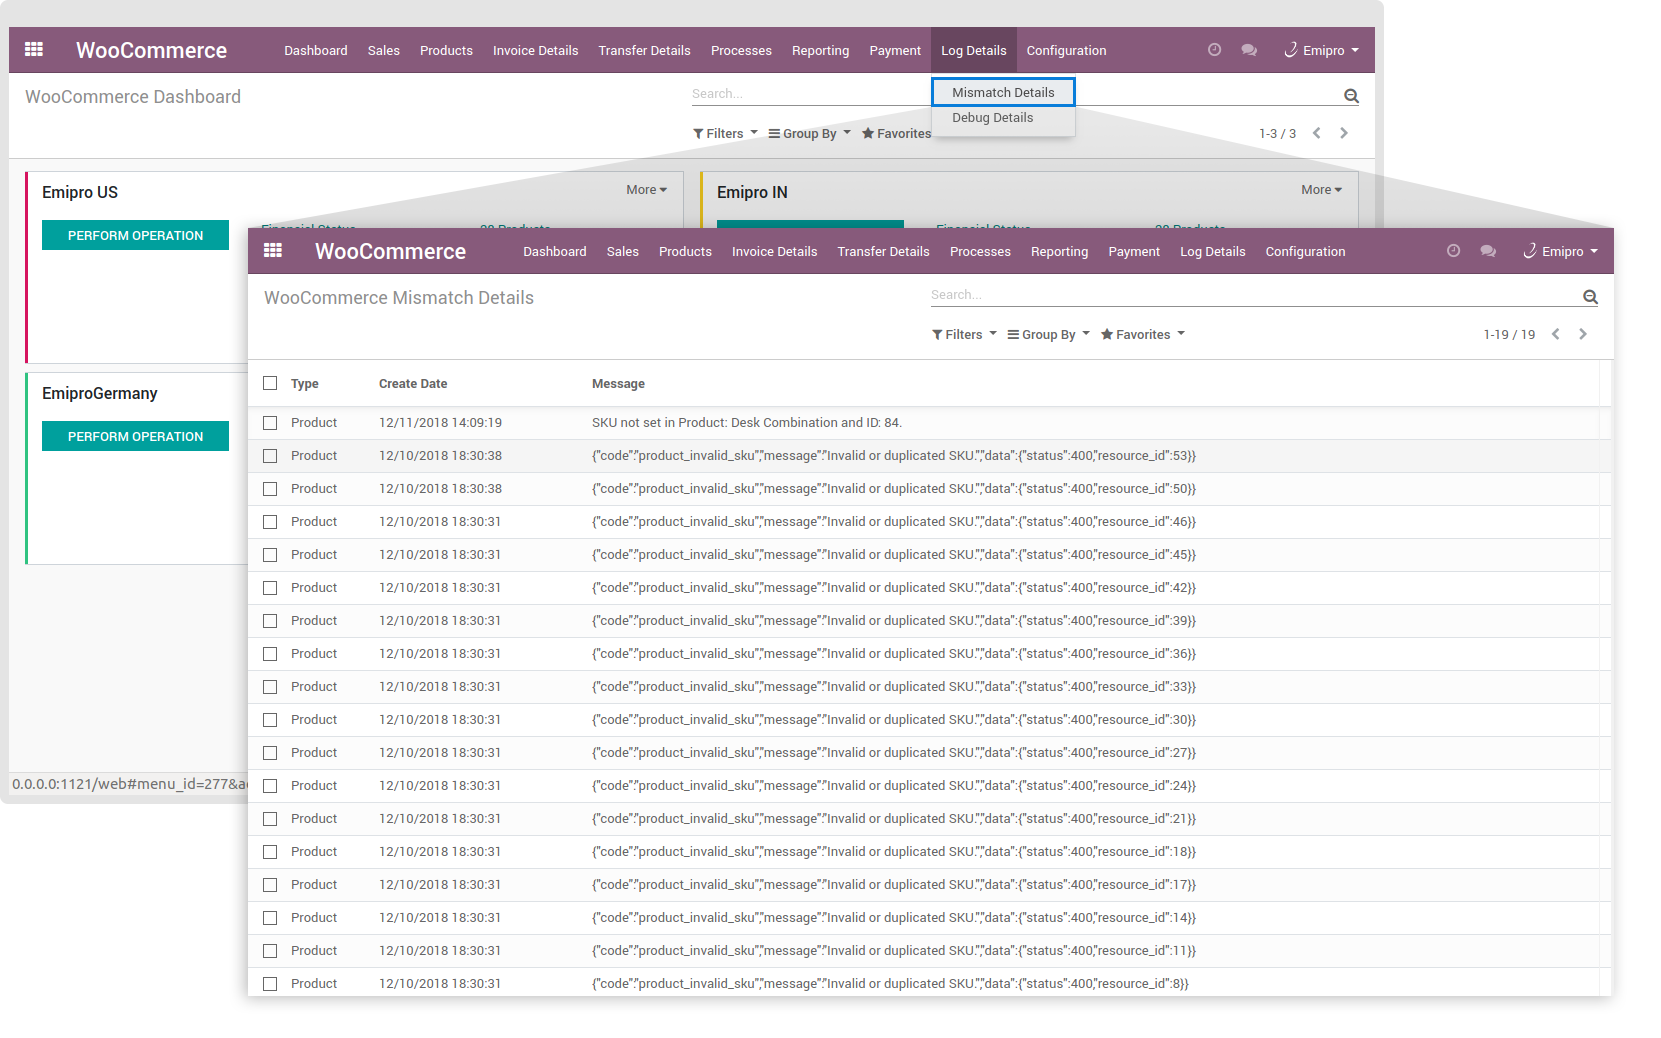 WooCommerce Dashboard Sales Products Invoice Details Transfer Details Processes Reporting Payment Log Details Configuration Emipro
WooCommerce Dashboard Search... Mismatch Details
Debug Details
Filters Group By Favorites 1-3 / 3
Emipro US More Emipro IN More
PERFORM OPERATION Financial Status 28 Products Financial Status 28 Products
EmiproGermany
PERFORM OPERATION
0.0.0.0:1121/web#menu_id=277&a
WooCommerce Dashboard Sales Products Invoice Details Transfer Details Processes Reporting Payment Log Details Configuration Emipro
WooCommerce Mismatch Details Search...
Filters Group By Favorites 1-19 / 19
Type Create Date Message
Product 12/11/2018 14:09:19 SKU not set in Product: Desk Combination and ID: 84.
Product 12/10/2018 18:30:38 {"code":"product_invalid_sku","message":"Invalid or duplicated SKU.","data":{"status":400,"resource_id":53}}
Product 12/10/2018 18:30:38 {"code":"product_invalid_sku","message":"Invalid or duplicated SKU.","data":{"status":400,"resource_id":50}}
Product 12/10/2018 18:30:31 {"code":"product_invalid_sku","message":"Invalid or duplicated SKU.","data":{"status":400,"resource_id":46}}
Product 12/10/2018 18:30:31 {"code":"product_invalid_sku","message":"Invalid or duplicated SKU.","data":{"status":400,"resource_id":45}}
Product 12/10/2018 18:30:31 {"code":"product_invalid_sku","message":"Invalid or duplicated SKU.","data":{"status":400,"resource_id":42}}
Product 12/10/2018 18:30:31 {"code":"product_invalid_sku","message":"Invalid or duplicated SKU.","data":{"status":400,"resource_id":39}}
Product 12/10/2018 18:30:31 {"code":"product_invalid_sku","message":"Invalid or duplicated SKU.","data":{"status":400,"resource_id":36}}
Product 12/10/2018 18:30:31 {"code":"product_invalid_sku","message":"Invalid or duplicated SKU.","data":{"status":400,"resource_id":33}}
Product 12/10/2018 18:30:31 {"code":"product_invalid_sku","message":"Invalid or duplicated SKU.","data":{"status":400,"resource_id":30}}
Product 12/10/2018 18:30:31 {"code":"product_invalid_sku","message":"Invalid or duplicated SKU.","data":{"status":400,"resource_id":27}}
Product 12/10/2018 18:30:31 {"code":"product_invalid_sku","message":"Invalid or duplicated SKU.","data":{"status":400,"resource_id":24}}
Product 12/10/2018 18:30:31 {"code":"product_invalid_sku","message":"Invalid or duplicated SKU.","data":{"status":400,"resource_id":21}}
Product 12/10/2018 18:30:31 {"code":"product_invalid_sku","message":"Invalid or duplicated SKU.","data":{"status":400,"resource_id":18}}
Product 12/10/2018 18:30:31 {"code":"product_invalid_sku","message":"Invalid or duplicated SKU.","data":{"status":400,"resource_id":17}}
Product 12/10/2018 18:30:31 {"code":"product_invalid_sku","message":"Invalid or duplicated SKU.","data":{"status":400,"resource_id":14}}
Product 12/10/2018 18:30:31 {"code":"product_invalid_sku","message":"Invalid or duplicated SKU.","data":{"status":400,"resource_id":11}}
Product 12/10/2018 18:30:31 {"code":"product_invalid_sku","message":"Invalid or duplicated SKU.","data":{"status":400,"resource_id":8}}